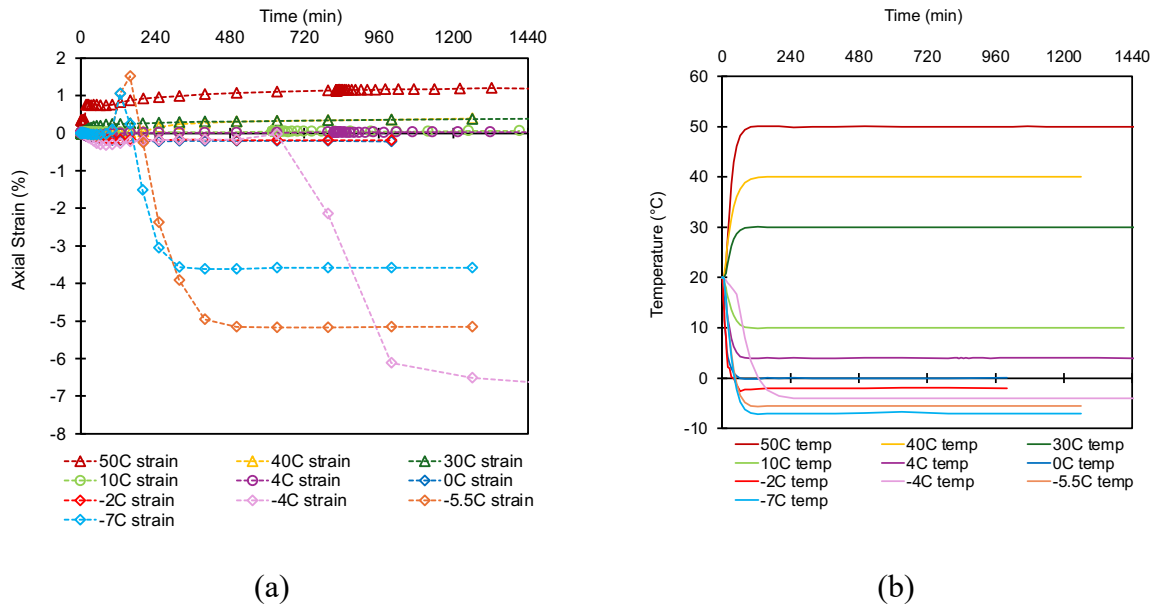 Time (min)
0 240 480 720 960 1200 1440
2
1
0
-1
-2
-3
-4
-5
-6
-7
-8
Axial Strain (%)
50C strain 40C strain 30C strain
10C strain 4C strain 0C strain
-2C strain -4C strain -5.5C strain
-7C strain
(a)
Time (min)
0 240 480 720 960 1200 1440
60
50
40
30
20
10
0
-10
Temperature (°C)
50C temp 40C temp 30C temp
10C temp 4C temp 0C temp
-2C temp -4C temp -5.5C temp
-7C temp
(b)